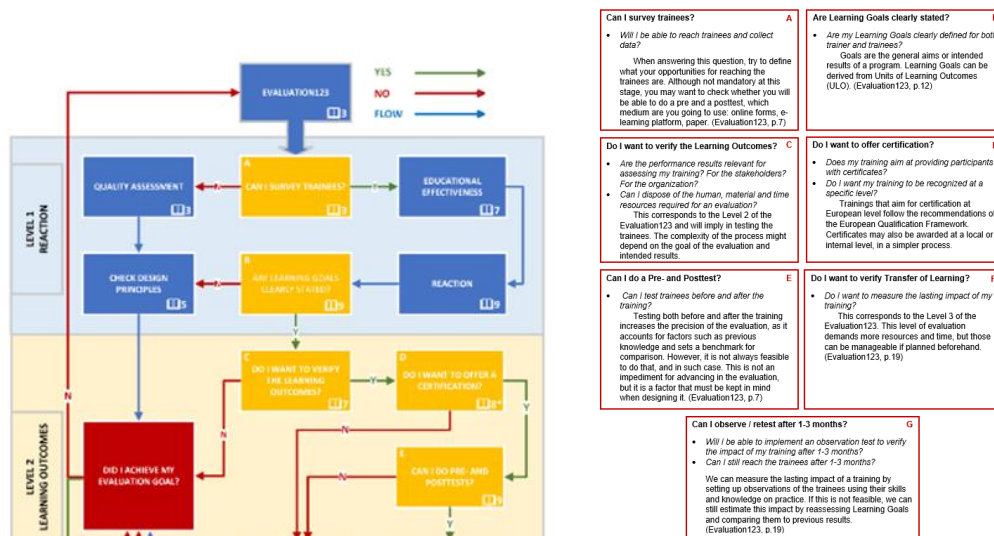 YES
NO
FLOW
EVALUATION123
3
LEVEL 1
REACTION
QUALITY ASSESSMENT
3
N
A
CAN I SURVEY TRAINEES?
3
Y
EDUCATIONAL
EFFECTIVENESS
7
CHECK DESIGN
PRINCIPLES
5
N
B
ARE LEARNING GOALS
CLEARLY STATED?
9
REACTION
9
Y
LEVEL 2
LEARNING OUTCOMES
N
C
DO I WANT TO VERIFY
THE LEARNING
OUTCOMES?
7
Y
D
DO I WANT TO OFFER A
CERTIFICATION?
8*
Y
N
N
DID I ACHIEVE MY
EVALUATION GOAL?
E
CAN I DO PRE- AND
POSTTESTS?
9
N
Y
Can I survey trainees? A
• Will I be able to reach trainees and collect
data?
When answering this question, try to define
what your opportunities for reaching the
trainees are. Although not mandatory at this
stage, you may want to check whether you will
be able to do a pre and a posttest, which
medium are you going to use: online forms, e-
learning platform, paper. (Evaluation123, p.7)
Are Learning Goals clearly stated?
• Are my Learning Goals clearly defined for both
trainer and trainees?
Goals are the general aims or intended
results of a program. Learning Goals can be
derived from Units of Learning Outcomes
(ULO). (Evaluation123, p.12)
Do I want to verify the Learning Outcomes? C
• Are the performance results relevant for
assessing my training? For the stakeholders?
For the organization?
• Can I dispose of the human, material and time
resources required for an evaluation?
This corresponds to the Level 2 of the
Evaluation123 and will imply in testing the
trainees. The complexity of the process might
depend on the goal of the evaluation and
intended results.
Do I want to offer certification?
• Does my training aim at providing participants
with certificates?
• Do I want my training to be recognized at a
specific level?
Trainings that aim for certification at
European level follow the recommendations of
the European Qualification Framework.
Certificates may also be awarded at a local or
internal level, in a simpler process.
Can I do a Pre- and Posttest? E
• Can I test trainees before and after the
training?
Testing both before and after the training
increases the precision of the evaluation, as it
accounts for factors such as previous
knowledge and sets a benchmark for
comparison. However, it is not always feasible
to do that, and in such case. This is not an
impediment for advancing in the evaluation,
but it is a factor that must be kept in mind
when designing it. (Evaluation123, p.7)
Do I want to verify Transfer of Learning?
• Do I want to measure the lasting impact of my
training?
This corresponds to the Level 3 of the
Evaluation123. This level of evaluation
demands more resources and time, but those
can be manageable if planned beforehand.
(Evaluation123, p.19)
Can I observe / retest after 1-3 months? G
• Will I be able to implement an observation test to verify
the impact of my training after 1-3 months?
• Can I still reach the trainees after 1-3 months?
We can measure the lasting impact of a training by
setting up observations of the trainees using their skills
and knowledge on practice. If this is not feasible, we can
still estimate this impact by reassessing Learning Goals
and comparing them to previous results.
(Evaluation123, p.19)